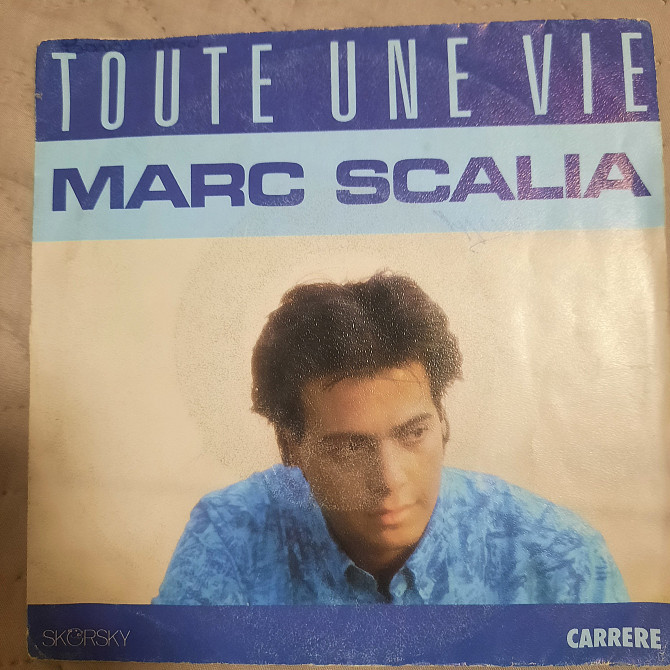 TOUTE UNE VIE
MARC SCALIA
SKORSKY
CARRERE